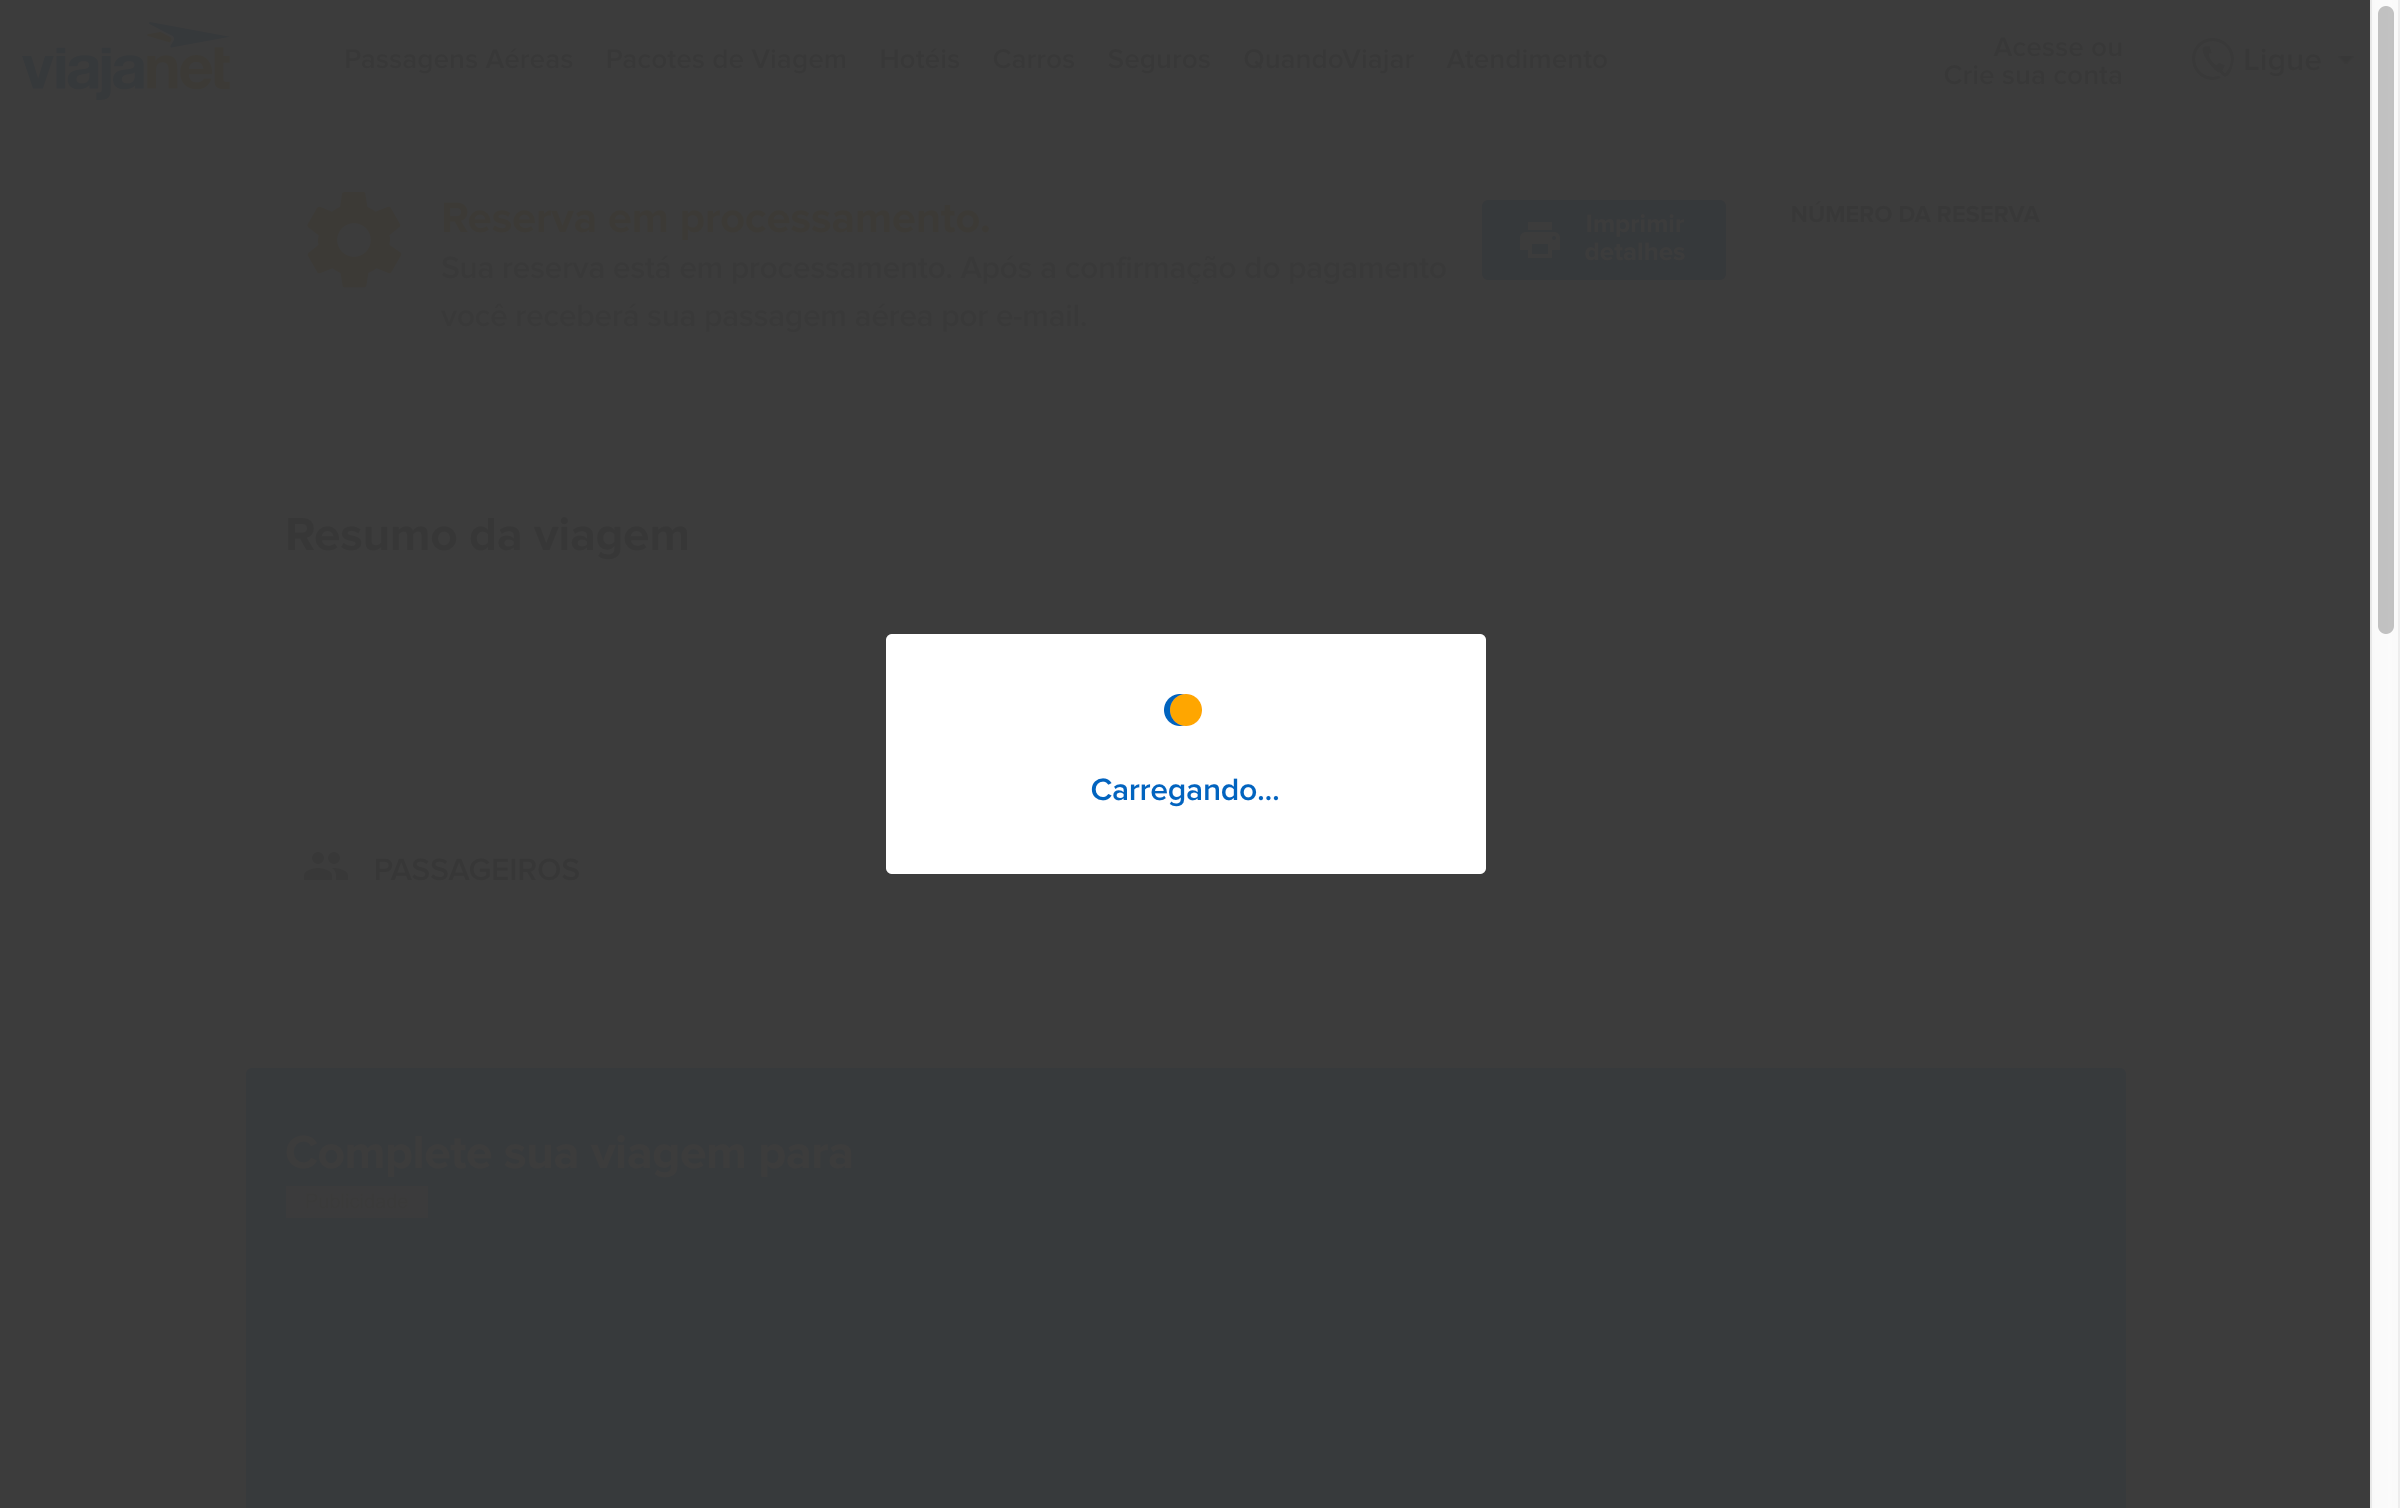 viajanet
Passagens Aéreas Pacotes de Viagem Hotéis Carros Seguros QuandoViajar Atendimento
Acesse ou
Crie sua conta
Ligue
Reserva em processamento.
Sua reserva está em processamento. Após a confirmação do pagamento
você receberá sua passagem aérea por e-mail.
Imprimir
detalhes
NÚMERO DA RESERVA
Resumo da viagem
Carregando...
PASSAGEIROS
Complete sua viagem para